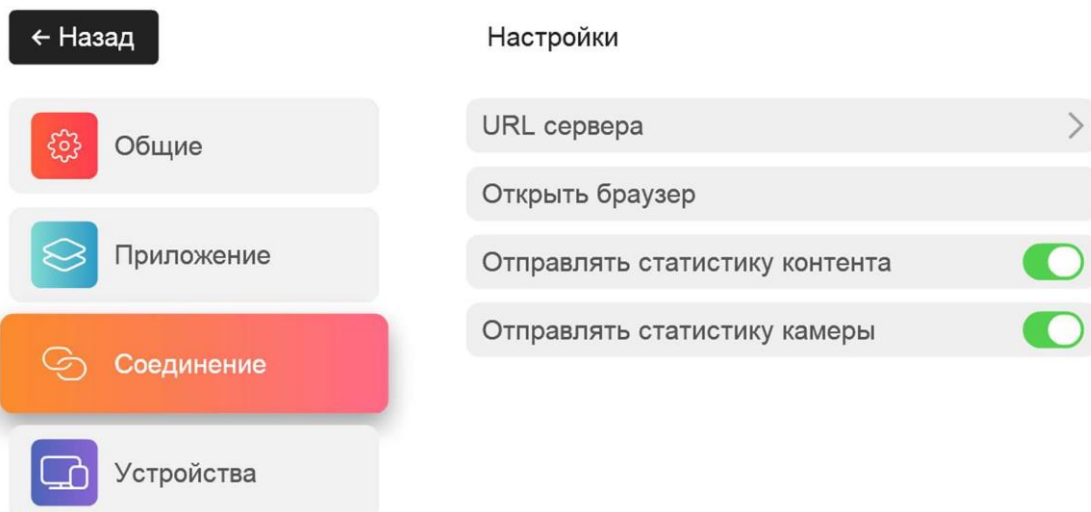 ← Назад
Настройки
Общие
Приложение
Соединение
Устройства
URL сервера
Открыть браузер
Отправлять статистику контента
Отправлять статистику камеры